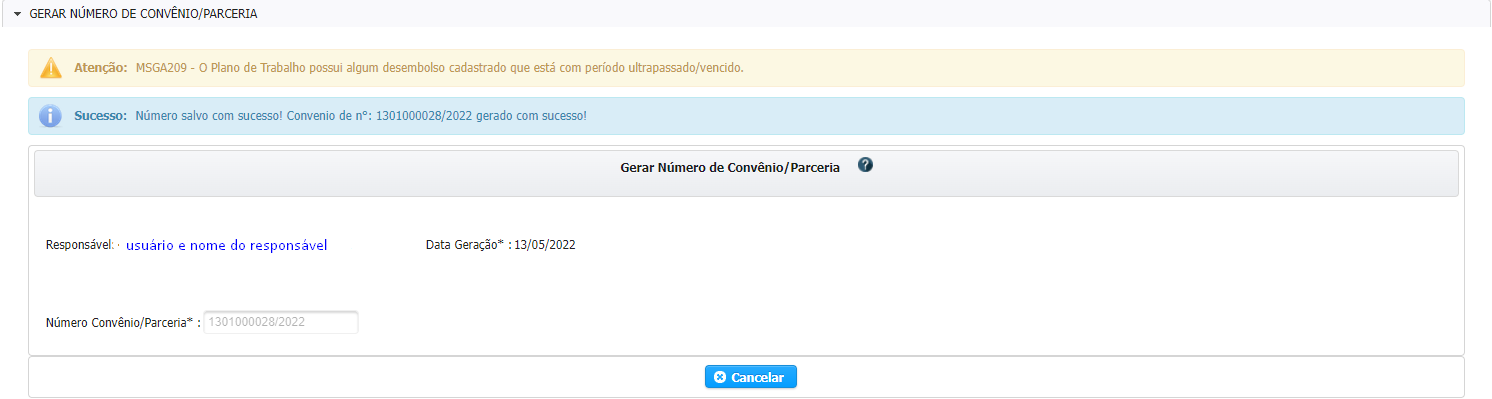 GERAR NÚMERO DE CONVÊNIO/PARCERIA
Atenção: MSGA209 - O Plano de Trabalho possui algum desembolso cadastrado que está com período ultrapassado/vencido.
Sucesso: Número salvo com sucesso! Convenio de n°: 1301000028/2022 gerado com sucesso!
Gerar Número de Convênio/Parceria ?
Responsável: usuário e nome do responsável Data Geração* : 13/05/2022
Número Convênio/Parceria* : 1301000028/2022
Cancelar